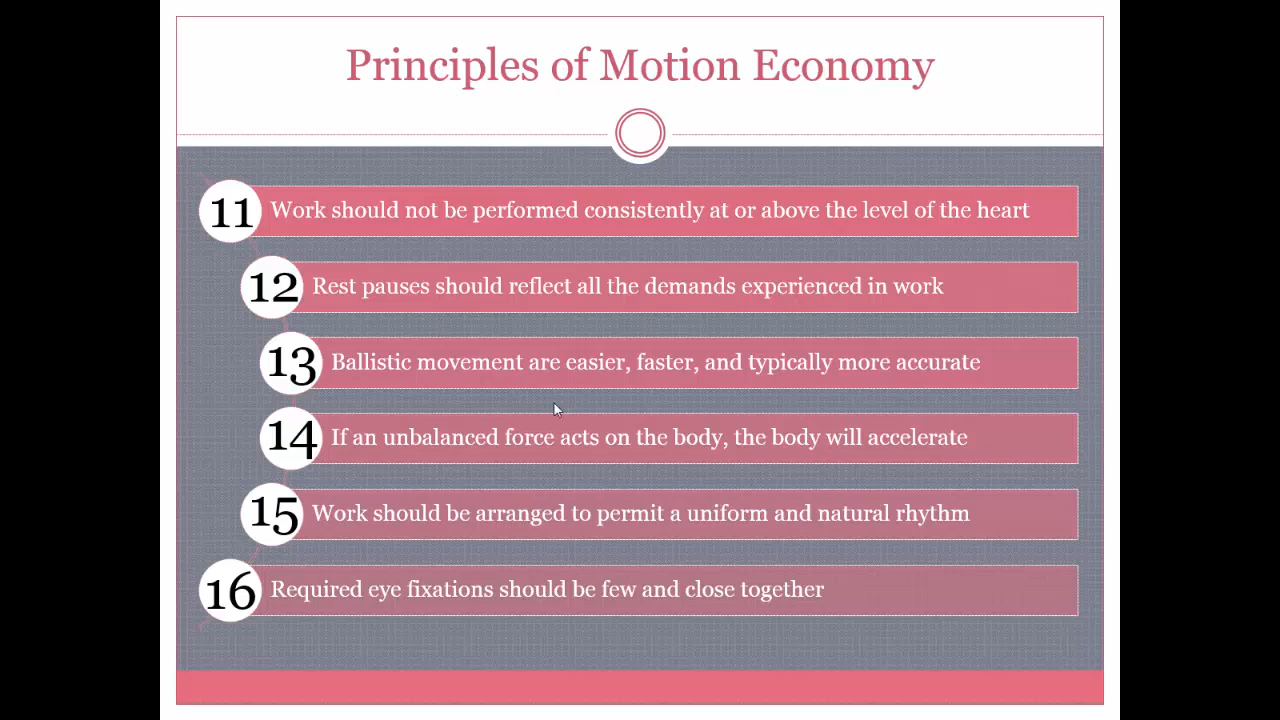 Principles of Motion Economy
11 Work should not be performed consistently at or above the level of the heart
12 Rest pauses should reflect all the demands experienced in work
13 Ballistic movement are easier, faster, and typically more accurate
14 If an unbalanced force acts on the body, the body will accelerate
15 Work should be arranged to permit a uniform and natural rhythm
16 Required eye fixations should be few and close together